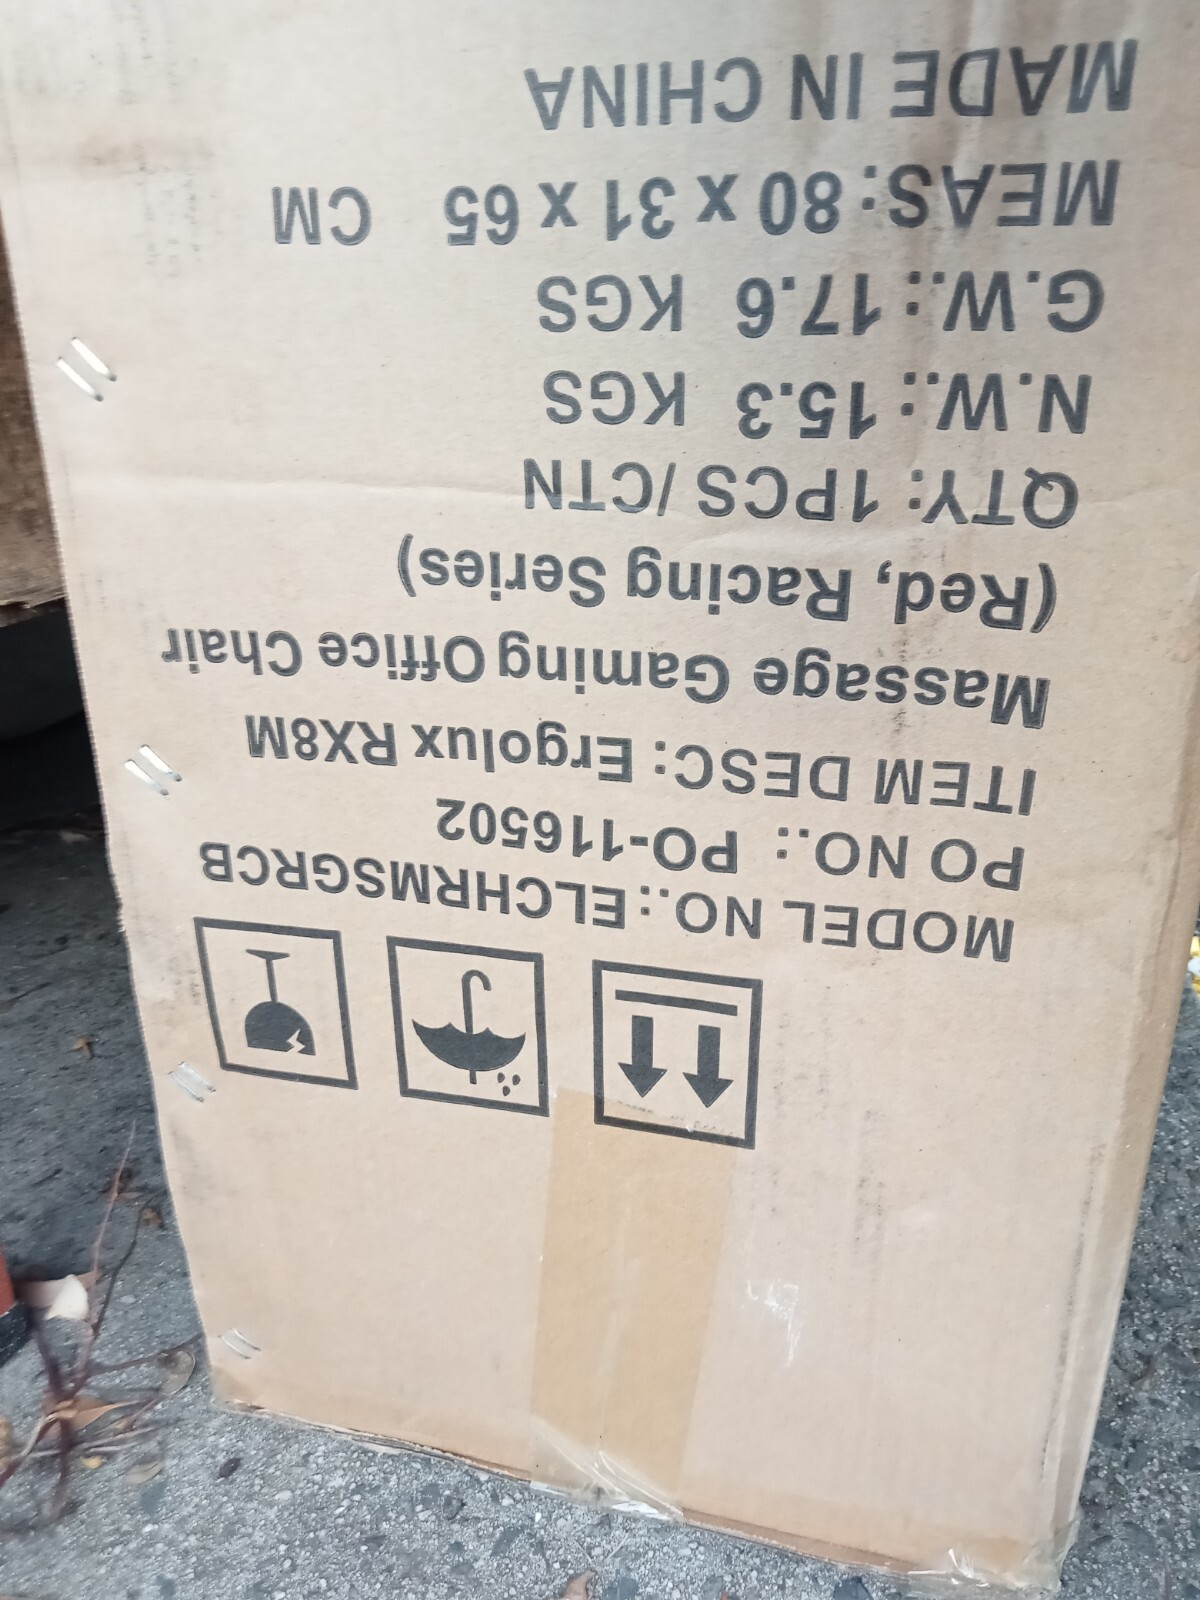 MODEL NO.: ELCHRMSGRCB
PO NO.: PO-116502
ITEM DESC: Ergolux RX8M
Massage Gaming Office Chair
(Red, Racing Series)
QTY: 1PCS /CTN
N.W.: 15.3 KGS
G.W.: 17.6 KGS
MEAS: 80 x 31 x 65 CM
MADE IN CHINA